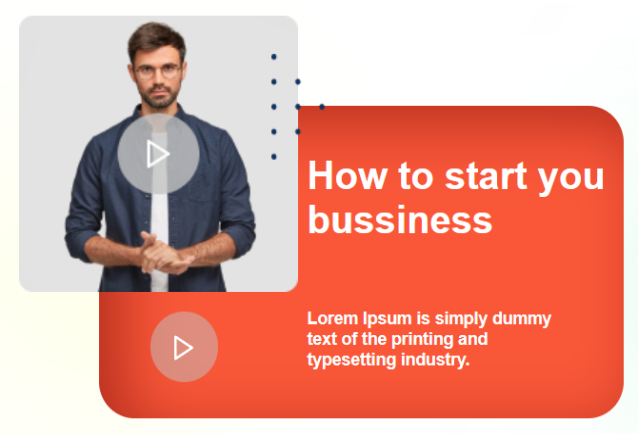 How to start you
bussiness
Lorem Ipsum is simply dummy
text of the printing and
typesetting industry.